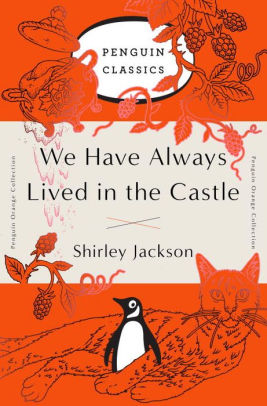 PENGUIN
CLASSICS
We Have Always
Lived in the Castle
Shirley Jackson
Penguin Orange Collection
Penguin Orange Collection